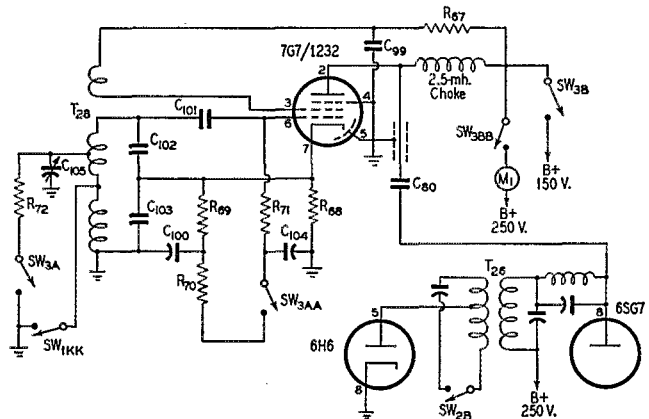 R67
7G7/1232
C99
2
2.5-mh.
Choke
3
4
6
5
7
SW3B
SW3BB
B+
150 V.
M1
B+
250 V.
T28
C101
C102
C105
R72
C103
R69
R71
R68
C80
C100
C104
R70
SW3A
SW3AA
SW1KK
T26
5
6H6
8
SW2B
8
6SG7
B+
250 V.